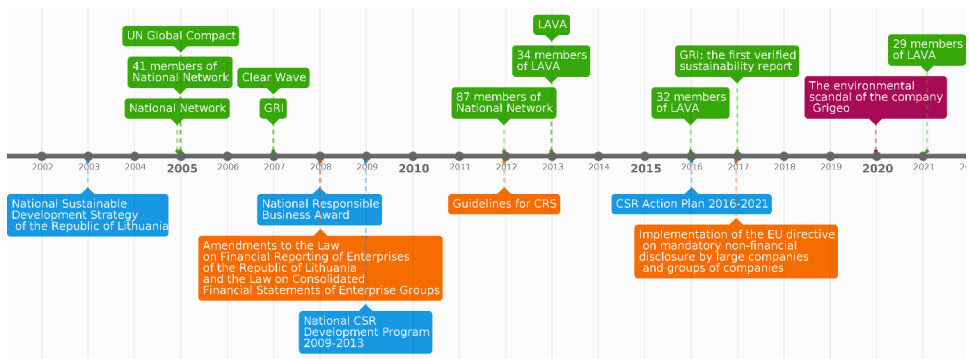 UN Global Compact
41 members of
National Network
National Network
Clear Wave
GRI
87 members of
National Network
LAVA
34 members
of LAVA
32 members
of LAVA
GRI: the first verified
sustainability report
The environmental
scandal of the company
Grigeo
29 members
of LAVA
2002
2003
2004
2005
2006
2007
2008
2009
2010
2011
2012
2013
2014
2015
2016
2017
2018
2019
2020
2021
National Sustainable
Development Strategy
of the Republic of Lithuania
National Responsible
Business Award
Amendments to the Law
on Financial Reporting of Enterprises
of the Republic of Lithuania
and the Law on Consolidated
Financial Statements of Enterprise Groups
National CSR
Development Program
2009-2013
Guidelines for CRS
CSR Action Plan 2016-2021
Implementation of the EU directive
on mandatory non-financial
disclosure by large companies
and groups of companies